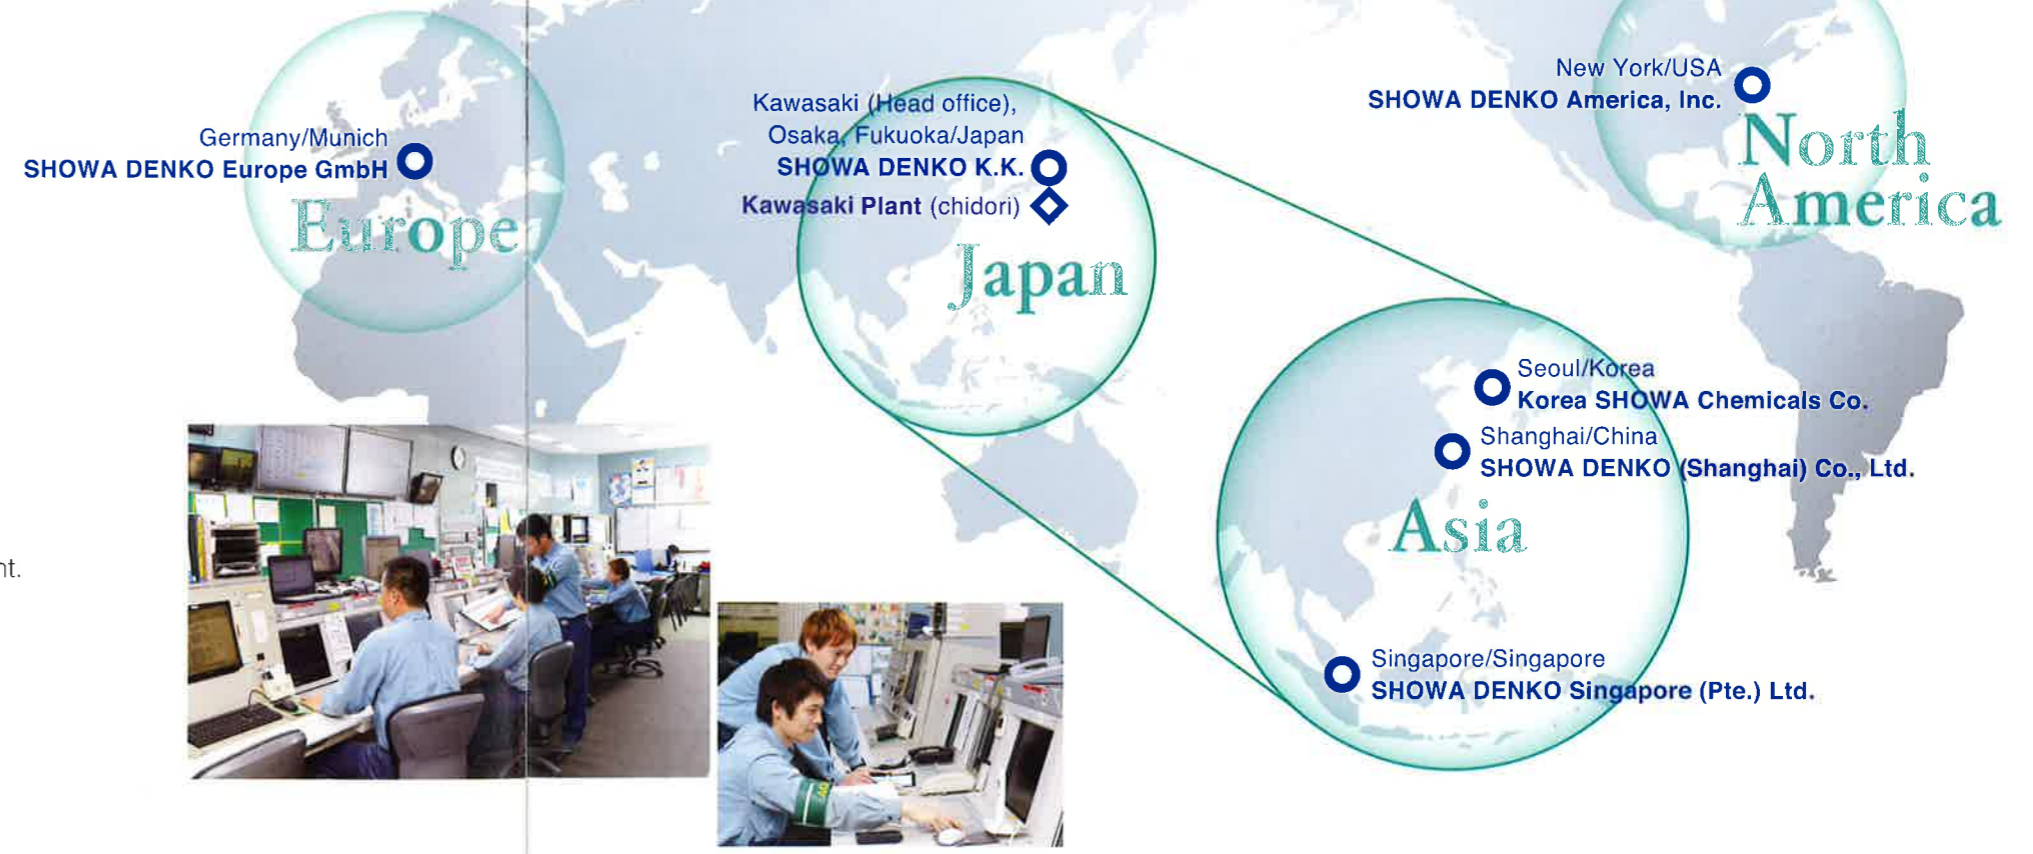 Germany/Munich
SHOWA DENKO Europe GmbH
Europe
Kawasaki (Head office),
Osaka, Fukuoka/Japan
SHOWA DENKO K.K.
Kawasaki Plant (chidori)
Japan
New York/USA
SHOWA DENKO America, Inc.
North
America
Seoul/Korea
Korea SHOWA Chemicals Co.
Shanghai/China
SHOWA DENKO (Shanghai) Co., Ltd.
Asia
Singapore/Singapore
SHOWA DENKO Singapore (Pte.) Ltd.